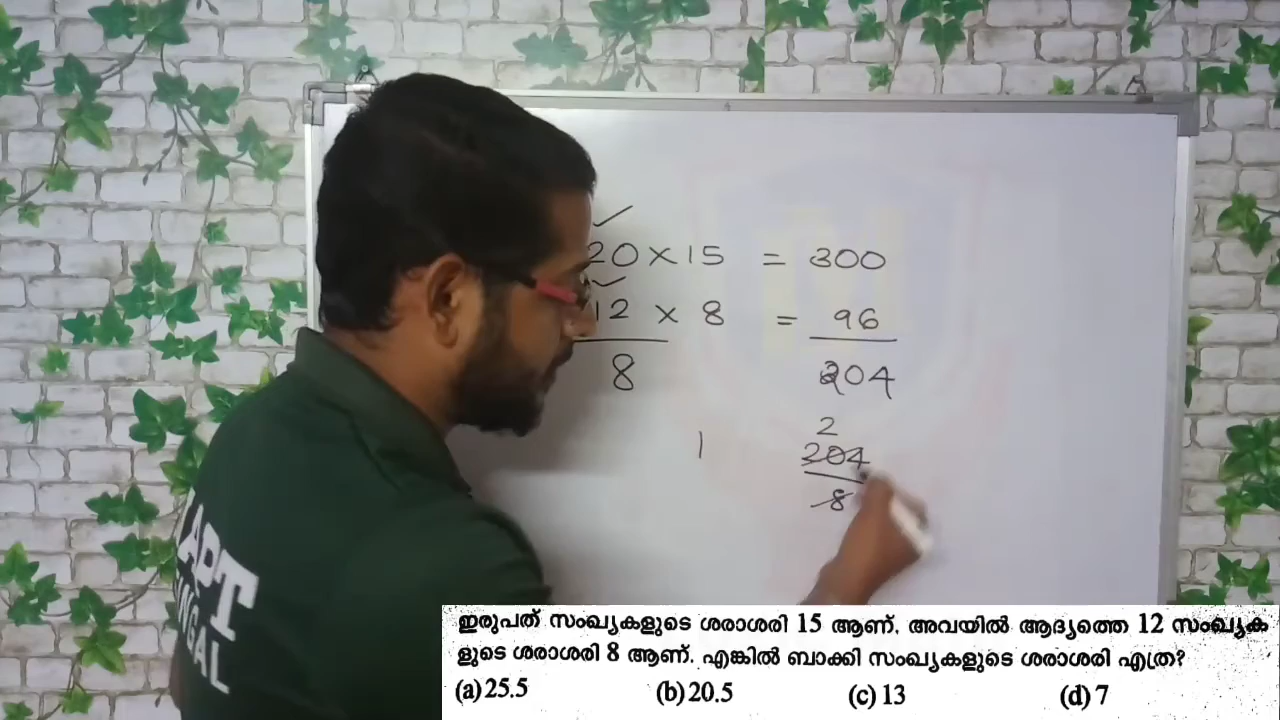 20 × 15 = 300
12 × 8 = 96
8 204
1 2
204
8
APT
ഇരുപത് സംഖ്യകളുടെ ശരാശരി 15 ആണ്. അവയിൽ ആദ്യത്തെ 12 സംഖ്യക
ളുടെ ശരാശരി 8 ആണ്. എങ്കിൽ ബാക്കി സംഖ്യകളുടെ ശരാശരി എത്ര?
(a) 25.5 (b) 20.5 (c) 13 (d) 7